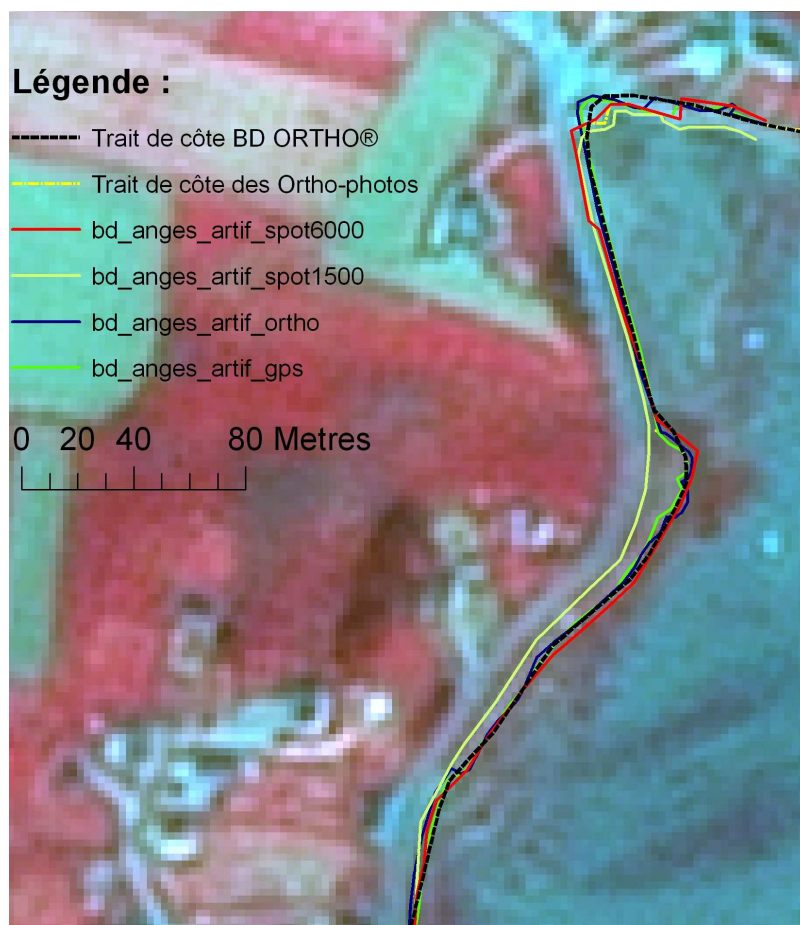 Légende :
Trait de côte BD ORTHO®
Trait de côte des Ortho-photos
bd_anges_artif_spot6000
bd_anges_artif_spot1500
bd_anges_artif_ortho
bd_anges_artif_gps
0 20 40 80 Metres